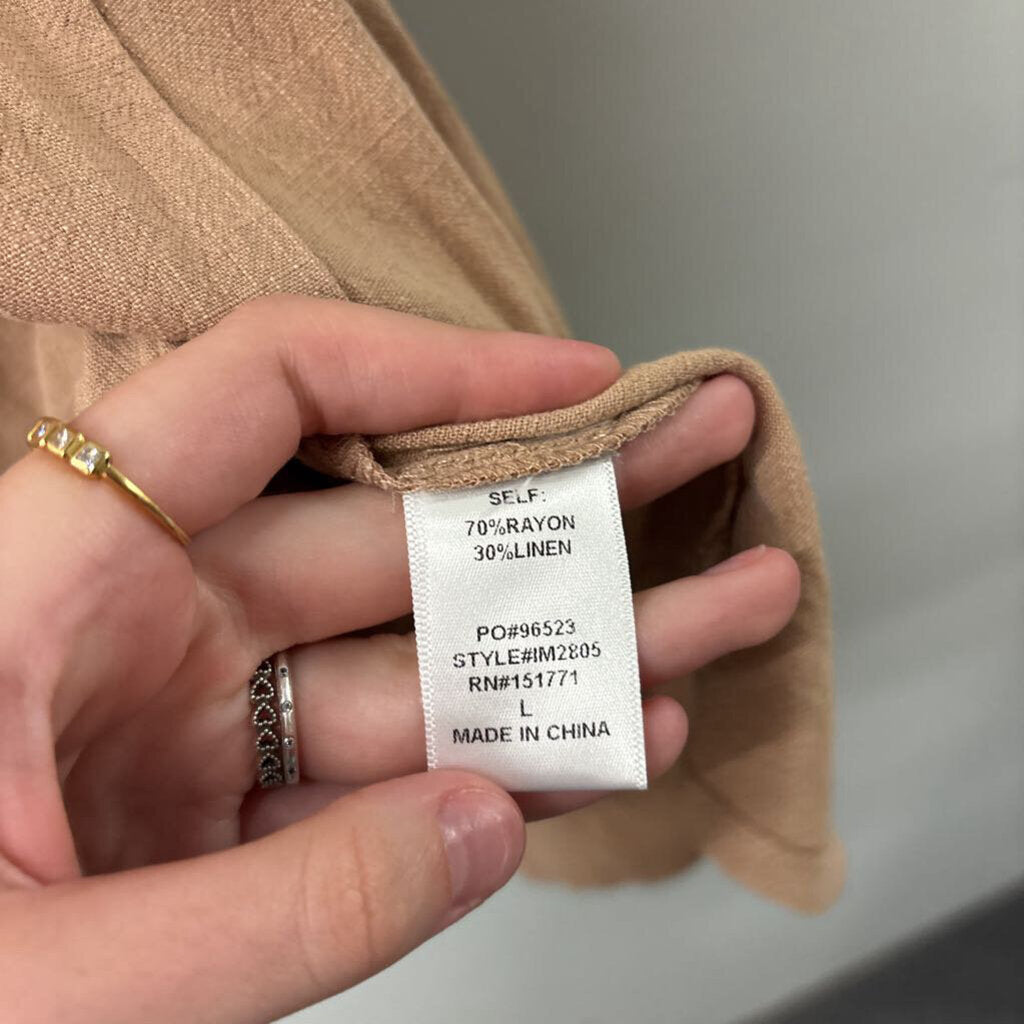 SELF:
70%RAYON
30%LINEN
PO#96523
STYLE#IM2805
RN#151771
L
MADE IN CHINA